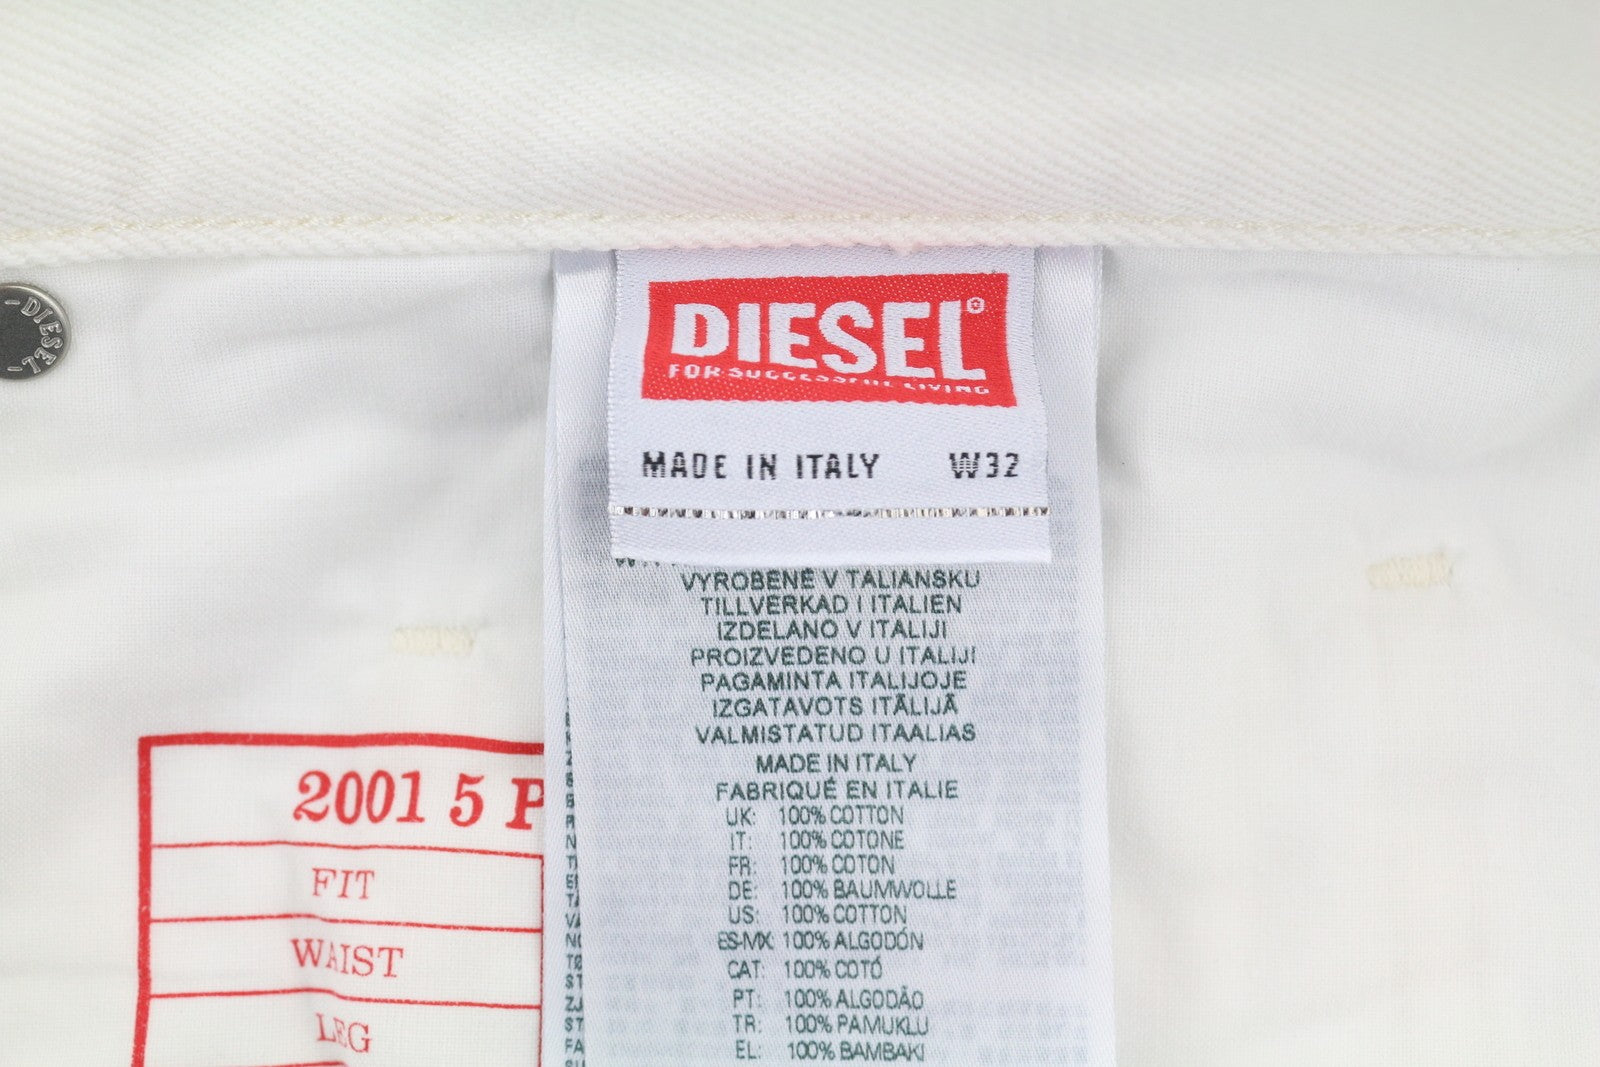 -DIESEL-
DIESEL®
FOR SUCCESSFUL LIVING
MADE IN ITALY W32
VYROBENÉ V TALIANSKU
TILLVERKAD I ITALIEN
IZDELANO V ITALIJI
PROIZVEDENO U ITALIJI
PAGAMINTA ITALIJOJE
IZGATAVOTS ITĀLIJĀ
VALMISTATUD ITAALIAS
MADE IN ITALY
FABRIQUÉ EN ITALIE
UK: 100% COTTON
IT: 100% COTONE
FR: 100% COTON
DE: 100% BAUMWOLLE
US: 100% COTTON
ES-MX: 100% ALGODÓN
CAT: 100% COTÓ
PT: 100% ALGODÃO
TR: 100% PAMUKLU
EL: 100% BAMBAKI
2001 5 P
FIT
WAIST
LEG